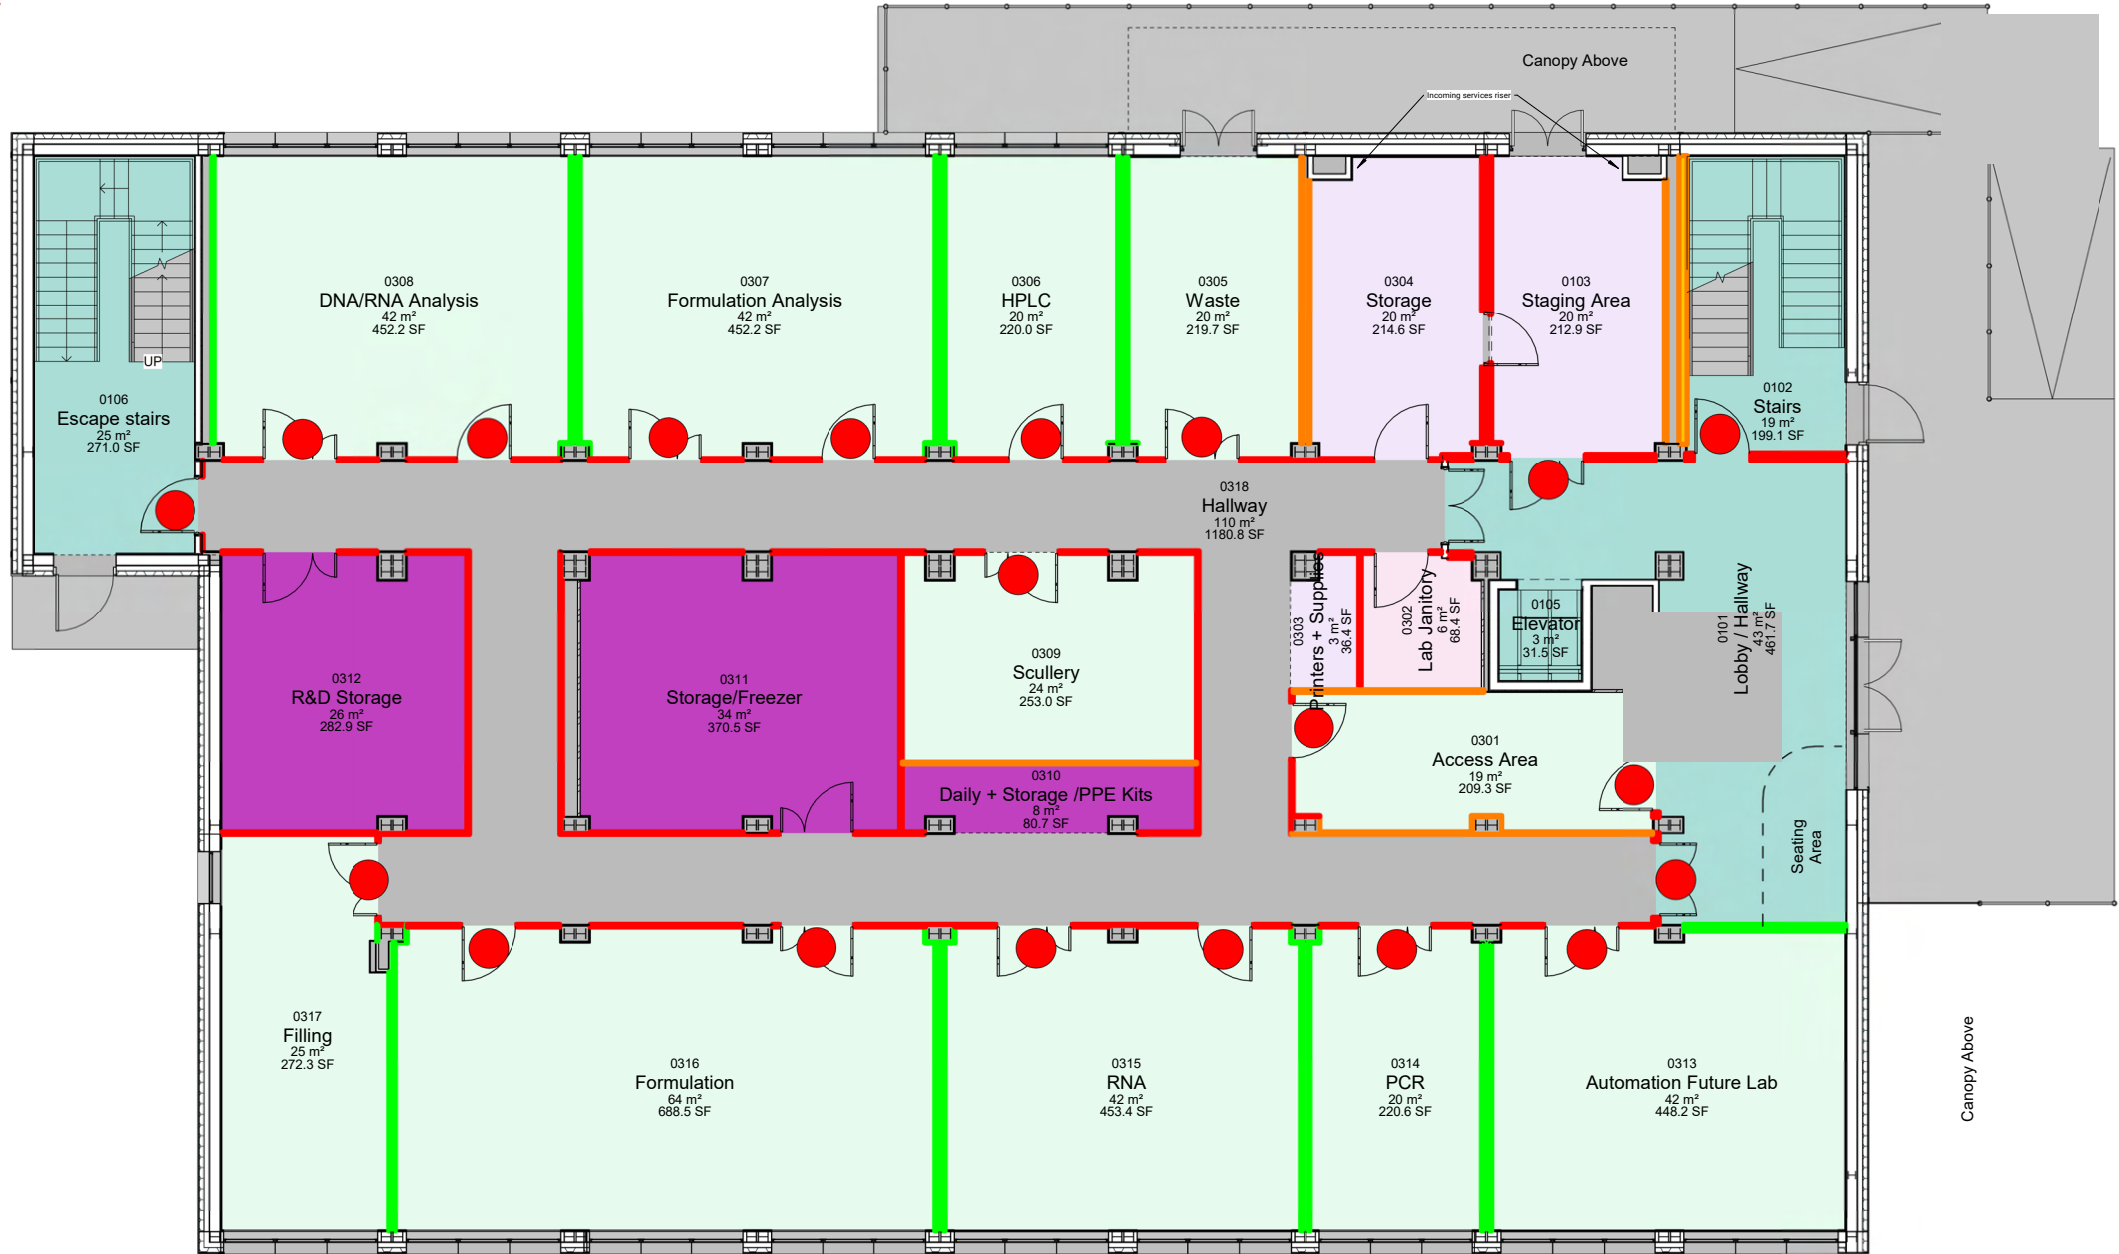 Canopy Above
Incoming services riser
0308
DNA/RNA Analysis
42 m²
452.2 SF
0307
Formulation Analysis
42 m²
452.2 SF
0306
HPLC
20 m²
220.0 SF
0305
Waste
20 m²
219.7 SF
0304
Storage
20 m²
214.6 SF
0103
Staging Area
20 m²
212.9 SF
UP
0106
Escape stairs
25 m²
271.0 SF
0102
Stairs
19 m²
199.1 SF
0318
Hallway
110 m²
1180.8 SF
0312
R&D Storage
26 m²
282.9 SF
0311
Storage/Freezer
34 m²
370.5 SF
0309
Scullery
24 m²
253.0 SF
0310
Daily + Storage /PPE Kits
8 m²
80.7 SF
0303
Printers + Supplies
3 m²
36.4 SF
0302
Lab Janitory
6 m²
68.4 SF
0105
Elevator
3 m²
31.5 SF
0101
Lobby / Hallway
43 m²
461.7 SF
0301
Access Area
19 m²
209.3 SF
Seating
Area
0317
Filling
25 m²
272.3 SF
0316
Formulation
64 m²
688.5 SF
0315
RNA
42 m²
453.4 SF
0314
PCR
20 m²
220.6 SF
0313
Automation Future Lab
42 m²
448.2 SF
Canopy Above